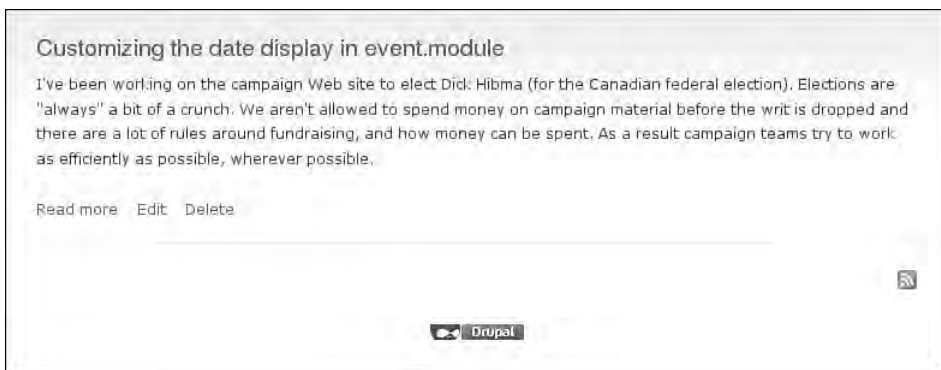 Customizing the date display in event.module
I've been working on the campaign Web site to elect Dick Hibma (for the Canadian federal election). Elections are
"always" a bit of a crunch. We aren't allowed to spend money on campaign material before the writ is dropped and
there are a lot of rules around fundraising, and how money can be spent. As a result campaign teams try to work
as efficiently as possible, wherever possible.
Read more Edit Delete
Drupal